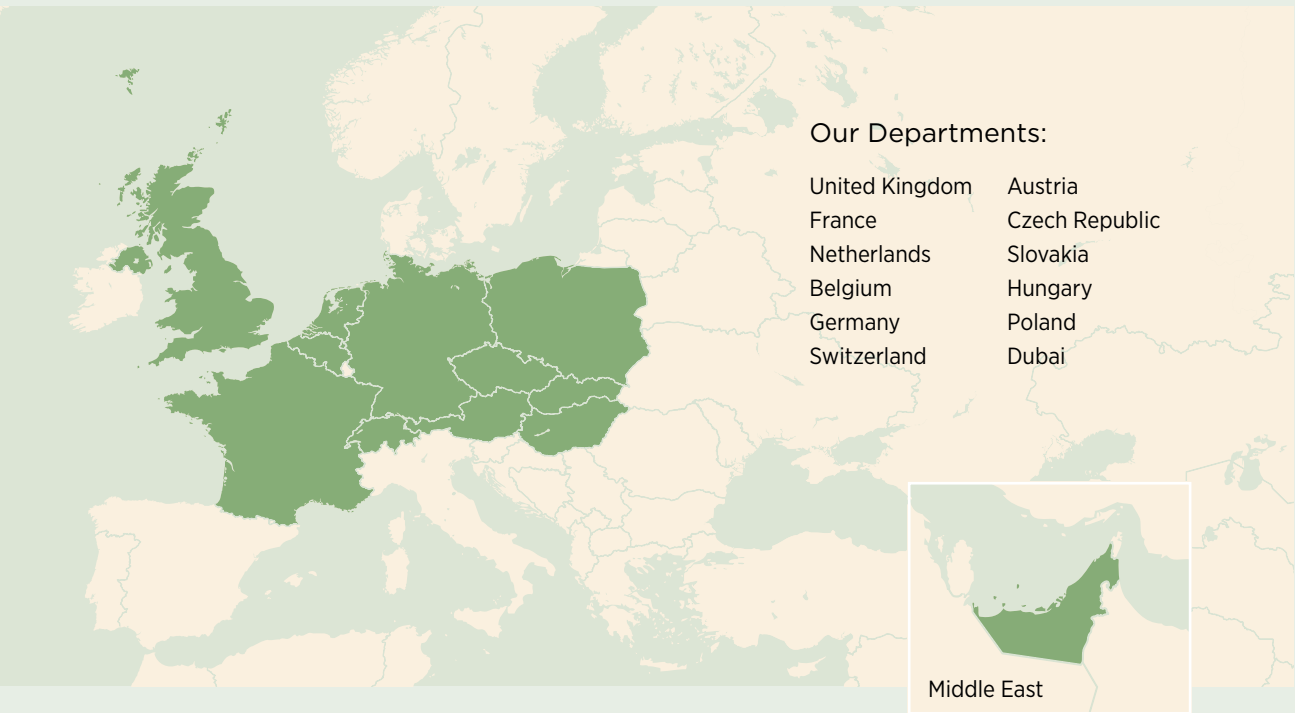 Our Departments:
United Kingdom
France
Netherlands
Belgium
Germany
Switzerland
Austria
Czech Republic
Slovakia
Hungary
Poland
Dubai
Middle East